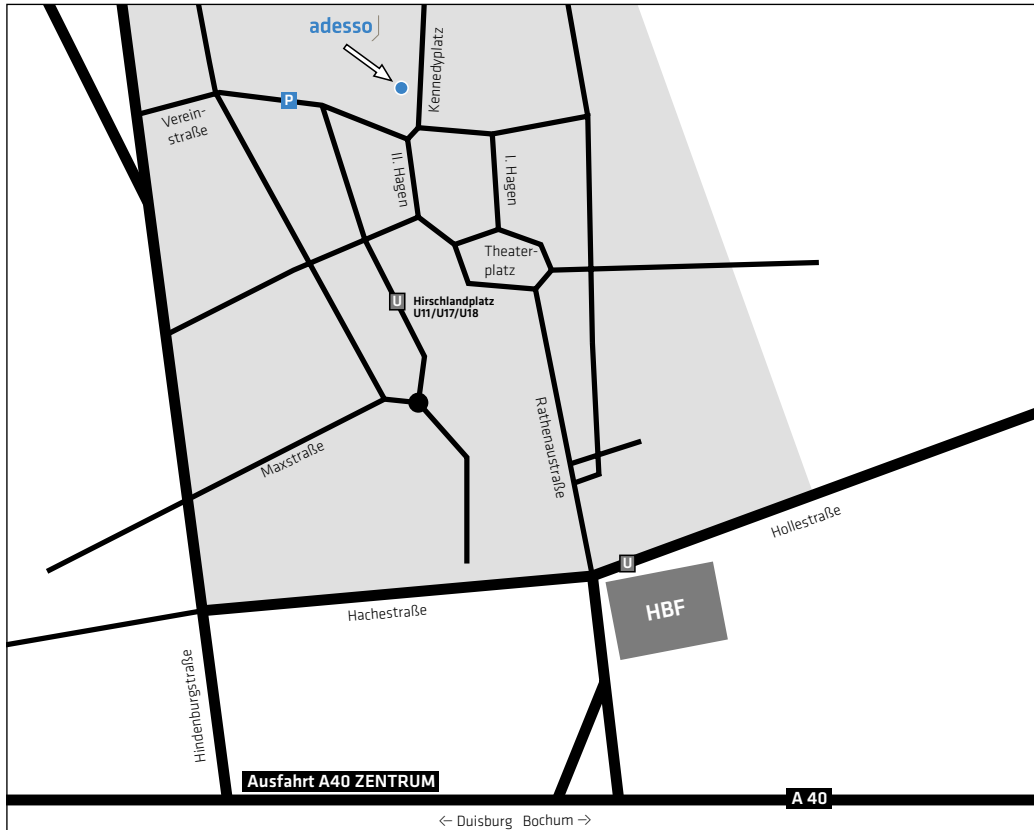 adesso
Kennedyplatz
P
Verein-
straße
II. Hagen
I. Hagen
Theater-
platz
U
Hirschlandplatz
U11/U17/U18
Rathenaustraße
Maxstraße
Hollestraße
U
HBF
Hachestraße
Hindenburgstraße
Ausfahrt A40 ZENTRUM
A 40
← Duisburg Bochum →